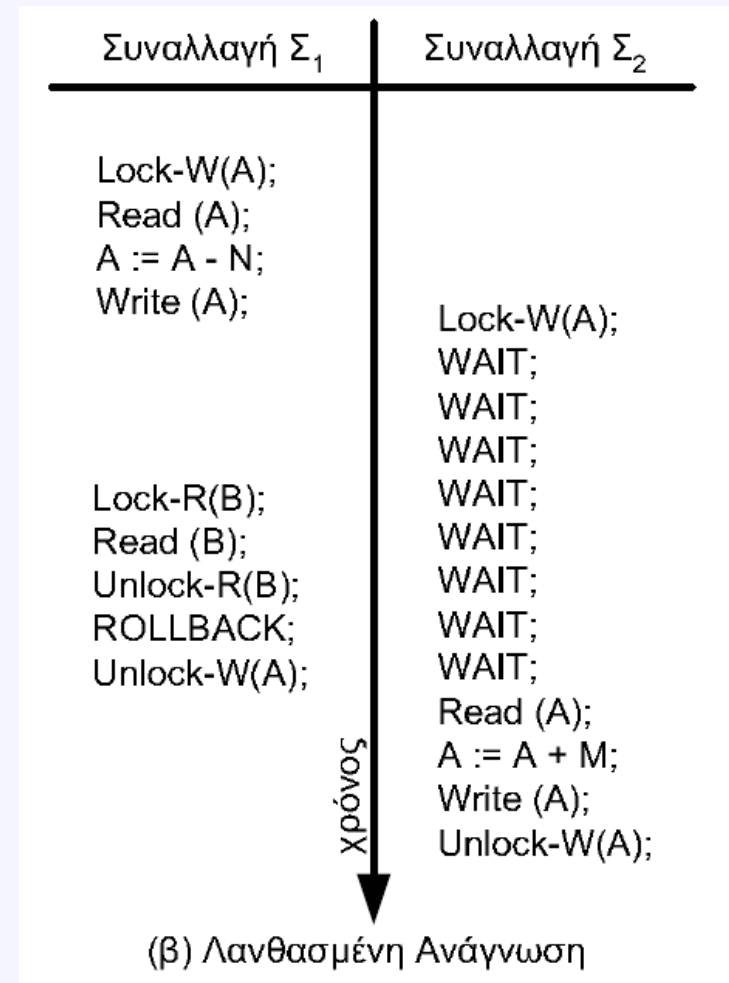 Συναλλαγή Σ₁
Συναλλαγή Σ₂
Lock-W(A);
Read (A);
A := A - N;
Write (A);
Lock-R(B);
Read (B);
Unlock-R(B);
ROLLBACK;
Unlock-W(A);
Lock-W(A);
WAIT;
WAIT;
WAIT;
WAIT;
WAIT;
WAIT;
WAIT;
WAIT;
Read (A);
A := A + M;
Write (A);
Unlock-W(A);
Χρόνος
(β) Λανθασμένη Ανάγνωση